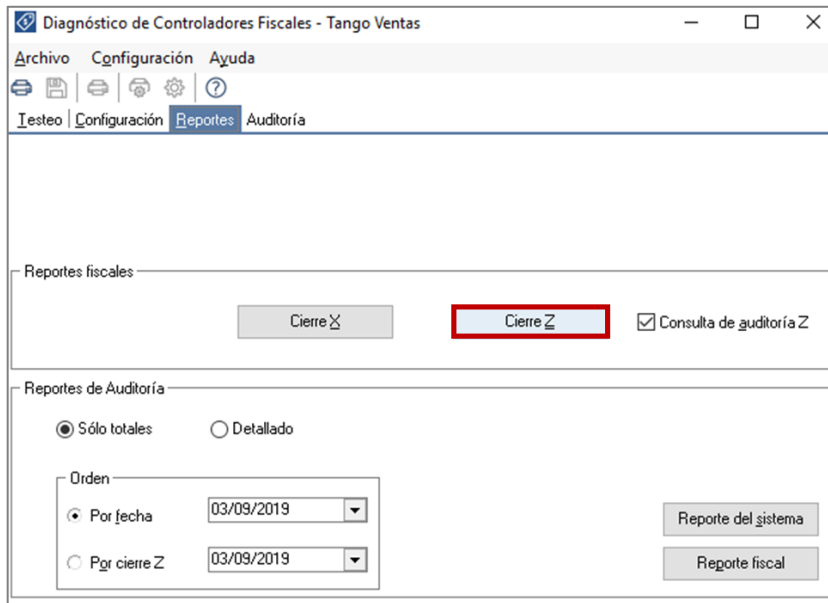 Diagnóstico de Controladores Fiscales - Tango Ventas
Archivo Configuración Ayuda
Testeo Configuración Reportes Auditoría
Reportes fiscales
Cierre X Cierre Z Consulta de auditoría Z
Reportes de Auditoría
Sólo totales Detallado
Orden
Por fecha 03/09/2019
Reporte del sistema
Por cierre Z 03/09/2019
Reporte fiscal